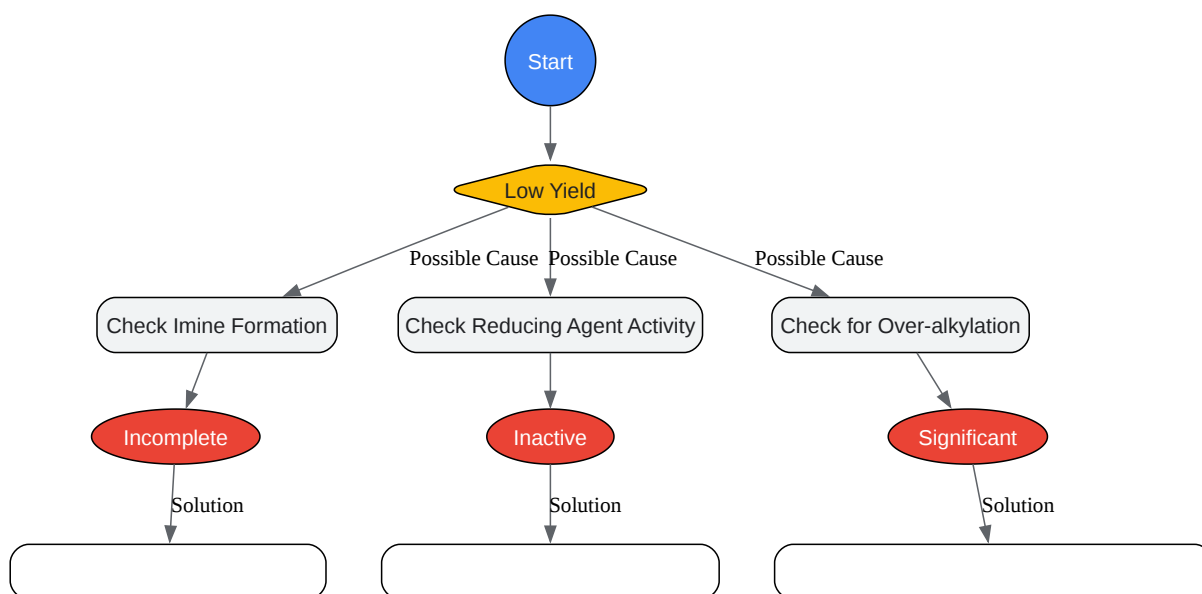 Start
Low Yield
Possible Cause
Possible Cause
Possible Cause
Check Imine Formation
Check Reducing Agent Activity
Check for Over-alkylation
Incomplete
Inactive
Significant
Solution
Solution
Solution